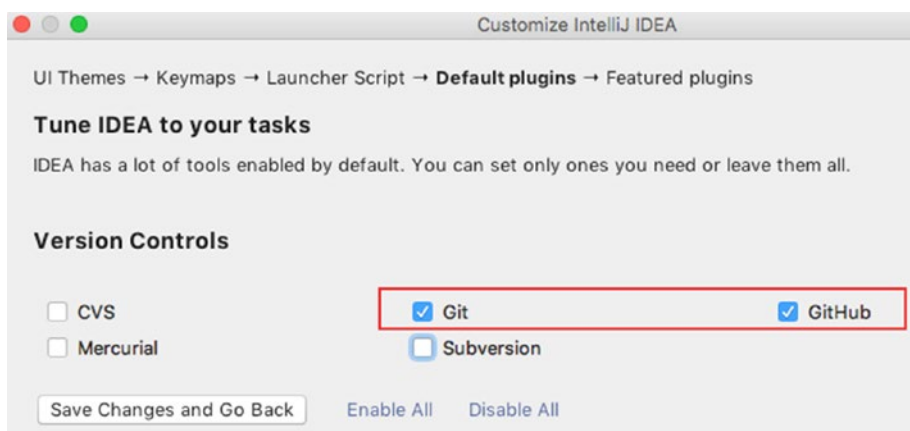 Customize IntelliJ IDEA
UI Themes → Keymaps → Launcher Script → Default plugins → Featured plugins
Tune IDEA to your tasks
IDEA has a lot of tools enabled by default. You can set only ones you need or leave them all.
Version Controls
CVS Git GitHub
Mercurial Subversion
Save Changes and Go Back Enable All Disable All